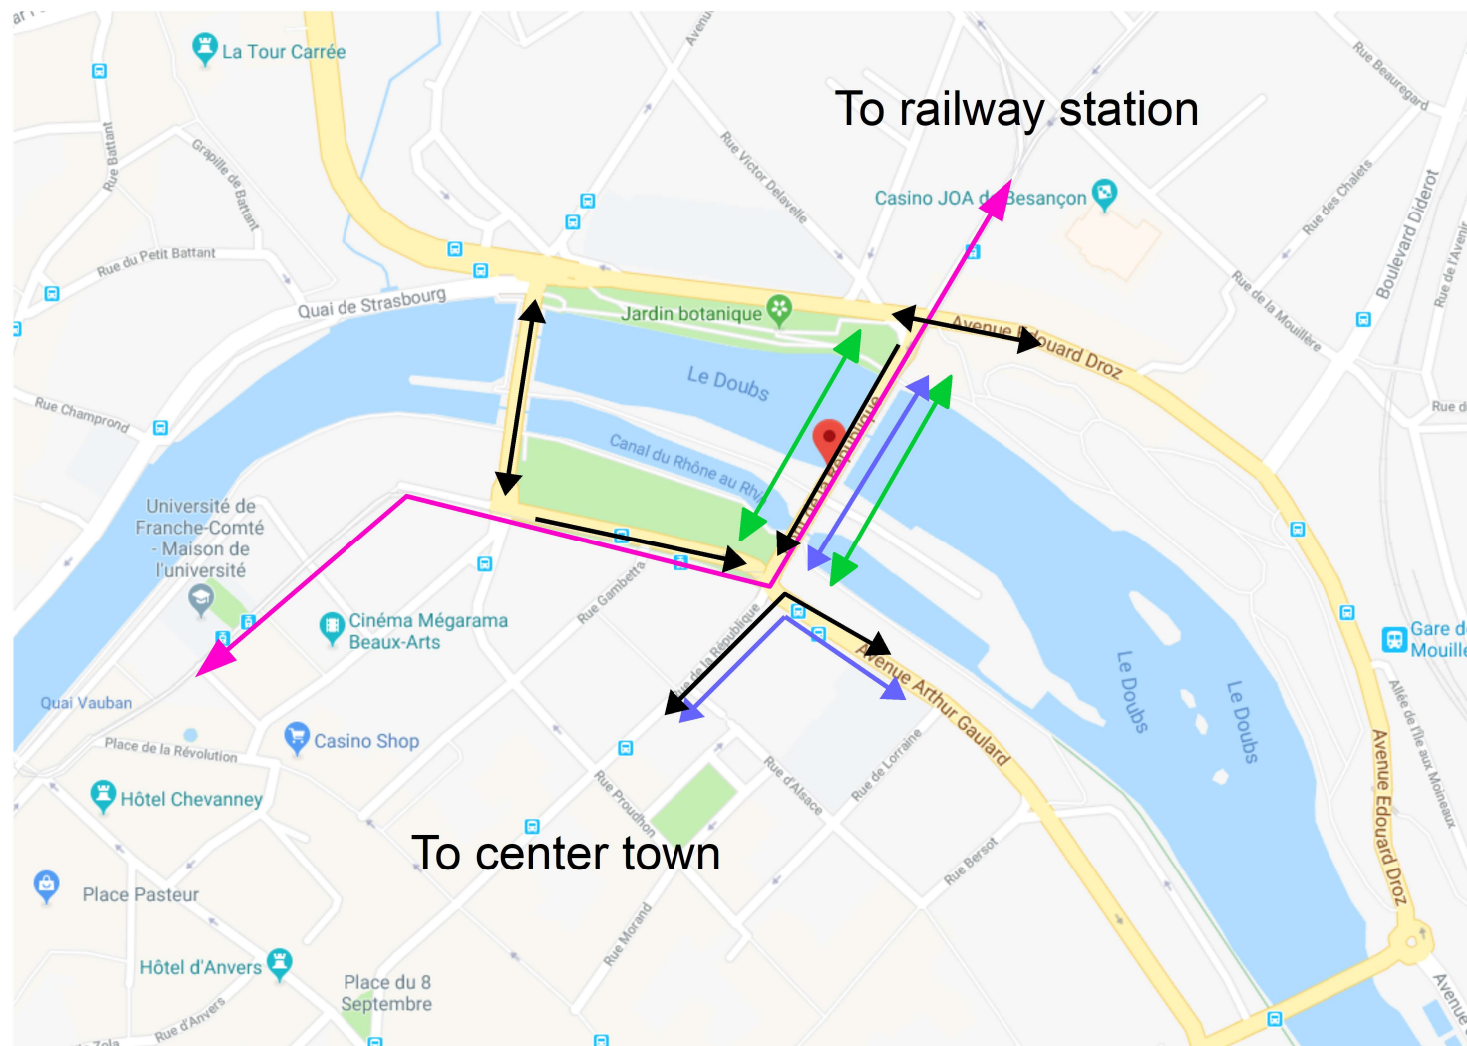 La Tour Carrée
To railway station
Rue Beauregard
Rue Battant
Grapille de Battant
Rue Victor Delavelle
Casino JOA de Besançon
Rue des Chalets
Boulevard Diderot
Rue du Petit Battant
Quai de Strasbourg
Rue de la Mouillère
Jardin botanique
Avenue Edouard Droz
Le Doubs
Rue Champrond
Canal du Rhône au Rhin
Université de
Franche-Comté
- Maison de
l'université
Rue Gambetta
Cinéma Mégarama
Beaux-Arts
Rue de la République
Avenue Arthur Gaulard
Le Doubs
Le Doubs
Gare de
Mouille
Quai Vauban
Place de la Révolution
Casino Shop
Allée de l'Île aux Moineaux
Avenue Edouard Droz
Rue de Lorraine
Rue d'Alsace
Rue Proudhon
Hôtel Chevanney
To center town
Rue Bersot
Place Pasteur
Rue Morand
Hôtel d'Anvers
Place du 8
Septembre
Rue d'Anvers
Avenue